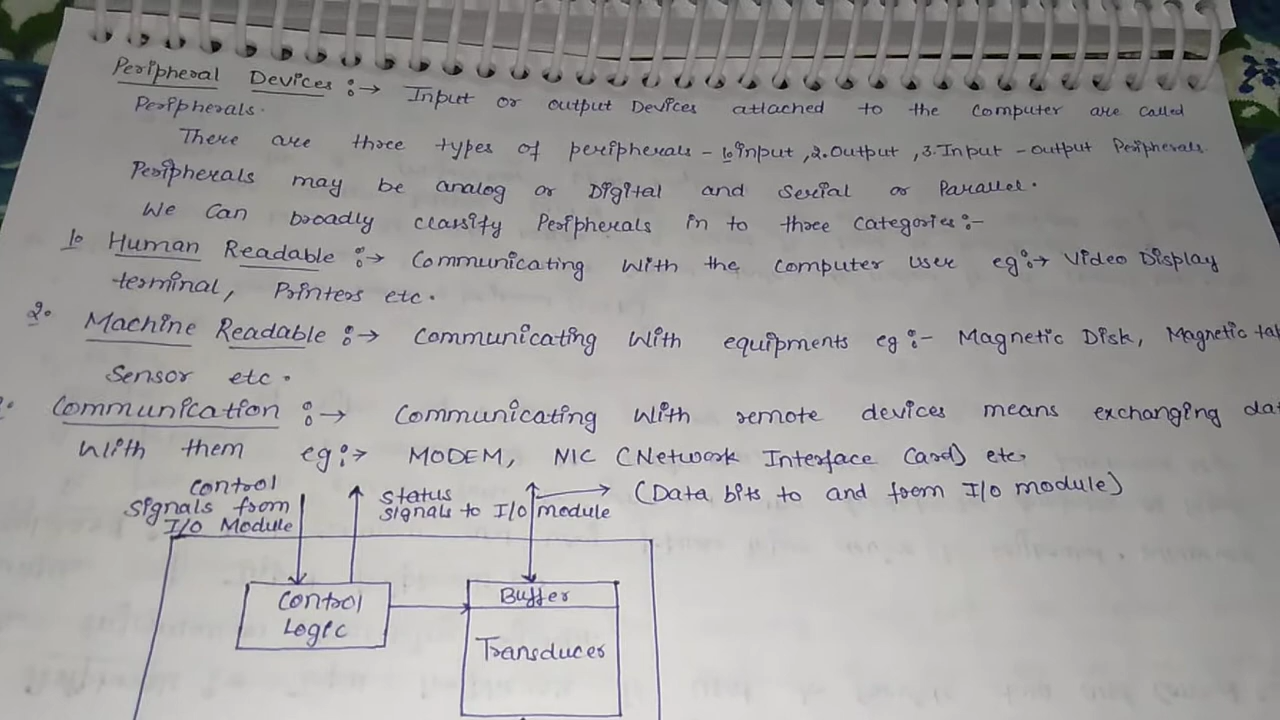 Peripheral Devices :→ Input or output Devices attached to the computer are called
Peripherals.
There are three types of peripherals - 1. input, 2. Output, 3. Input - output Peripherals.
Peripherals may be analog or Digital and Serial or Parallel.
We can broadly classify Peripherals in to three categories :-
1. Human Readable :→ Communicating with the computer user eg :→ Video Display
terminal, Printers etc.
2. Machine Readable :→ Communicating with equipments eg :- Magnetic Disk, Magnetic
Sensor etc.
Communication :→ Communicating with remote devices means exchanging
with them eg :→ MODEM, NIC (Network Interface Card) etc.
Control
signals from
I/O Module
Status
signals to I/O module
(Data bits to and from I/O module)
Control
Logic
Buffer
Transducer